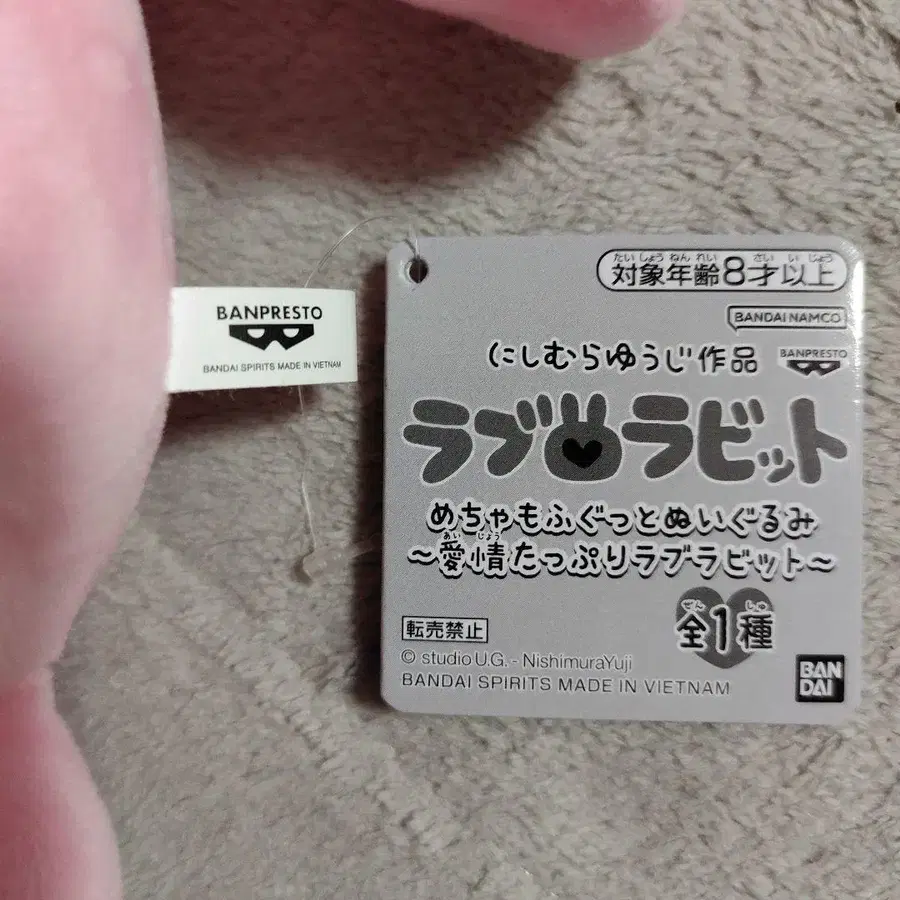 BANPRESTO
BANDAI SPIRITS MADE IN VIETNAM
たいしょうねんれい さい いじょう
対象年齢8才以上
BANDAI NAMCO
にしむらゆうじ作品
BANPRESTO
ラブラビット
めちゃもふぐっとぬいぐるみ
あいじょう
〜愛情たっぷりラブラビット〜
ぜん しゅ
全1種
転売禁止
© studio U.G. - NishimuraYuji
BANDAI SPIRITS MADE IN VIETNAM
BAN
DAI